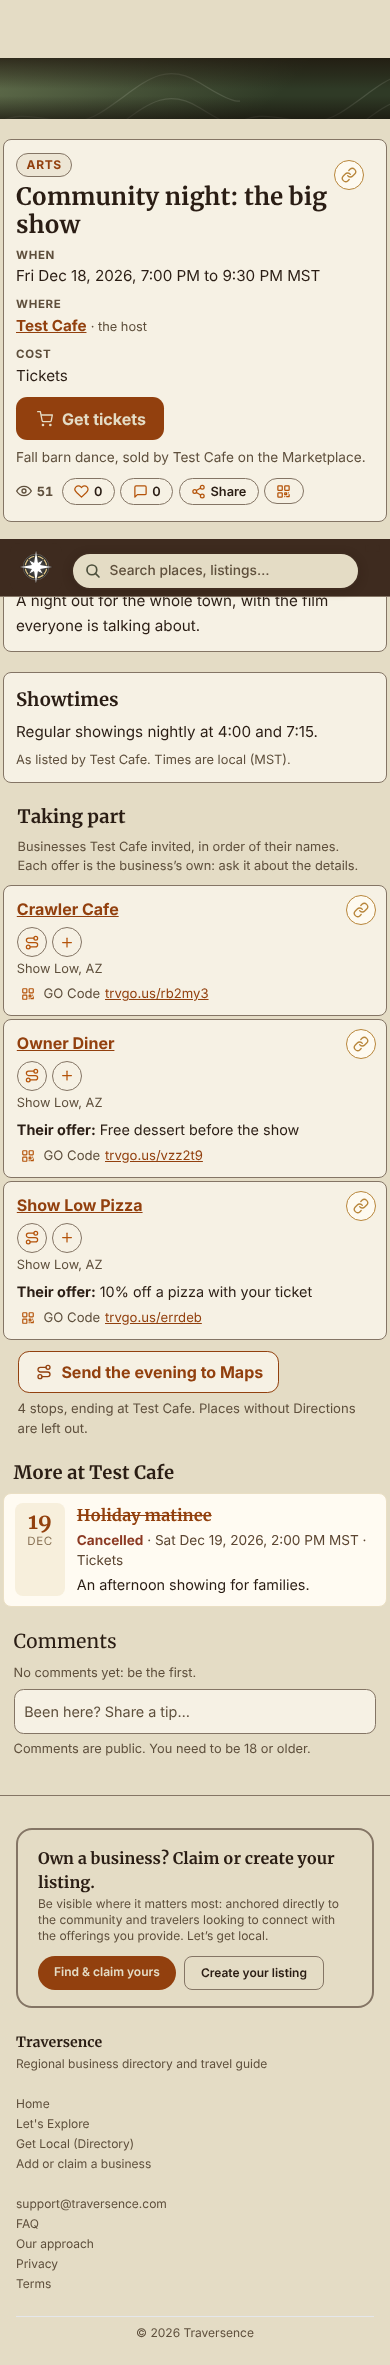 ARTS
Community night: the big
show
WHEN
Fri Dec 18, 2026, 7:00 PM to 9:30 PM MST
WHERE
Test Cafe · the host
COST
Tickets
Get tickets
Fall barn dance, sold by Test Cafe on the Marketplace.
51 0 0 Share
Search places, listings...
A night out for the whole town, with the film
everyone is talking about.
Showtimes
Regular showings nightly at 4:00 and 7:15.
As listed by Test Cafe. Times are local (MST).
Taking part
Businesses Test Cafe invited, in order of their names.
Each offer is the business’s own: ask it about the details.
Crawler Cafe
Show Low, AZ
GO Code trvgo.us/rb2my3
Owner Diner
Show Low, AZ
Their offer: Free dessert before the show
GO Code trvgo.us/vzz2t9
Show Low Pizza
Show Low, AZ
Their offer: 10% off a pizza with your ticket
GO Code trvgo.us/errdeb
Send the evening to Maps
4 stops, ending at Test Cafe. Places without Directions
are left out.
More at Test Cafe
19
DEC
Holiday matinee
Cancelled · Sat Dec 19, 2026, 2:00 PM MST ·
Tickets
An afternoon showing for families.
Comments
No comments yet: be the first.
Been here? Share a tip...
Comments are public. You need to be 18 or older.
Own a business? Claim or create your
listing.
Be visible where it matters most: anchored directly to
the community and travelers looking to connect with
the offerings you provide. Let’s get local.
Find & claim yours
Create your listing
Traversence
Regional business directory and travel guide
Home
Let's Explore
Get Local (Directory)
Add or claim a business
support@traversence.com
FAQ
Our approach
Privacy
Terms
© 2026 Traversence